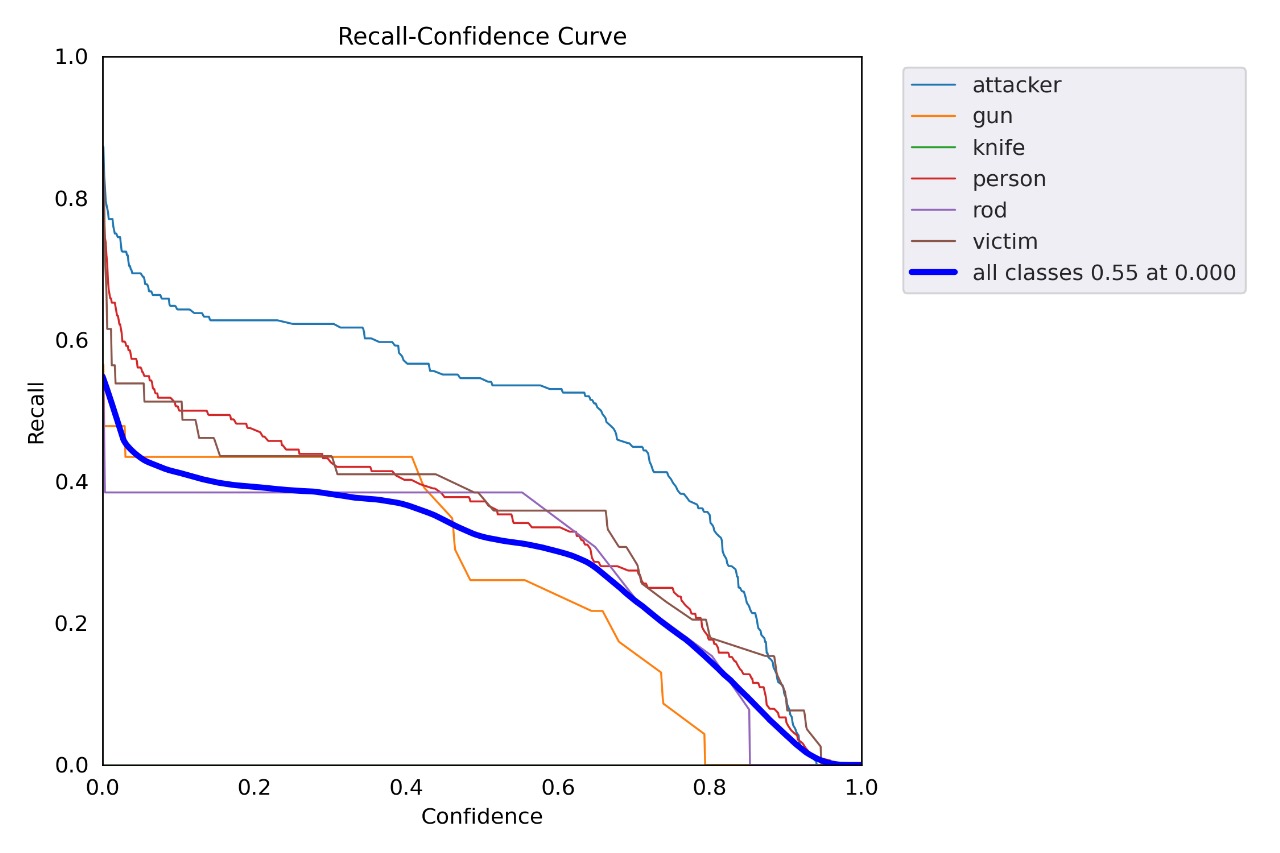 Recall-Confidence Curve
1.0
0.8
0.6
0.4
0.2
0.0
Recall
0.0 0.2 0.4 0.6 0.8 1.0
Confidence
attacker
gun
knife
person
rod
victim
all classes 0.55 at 0.000